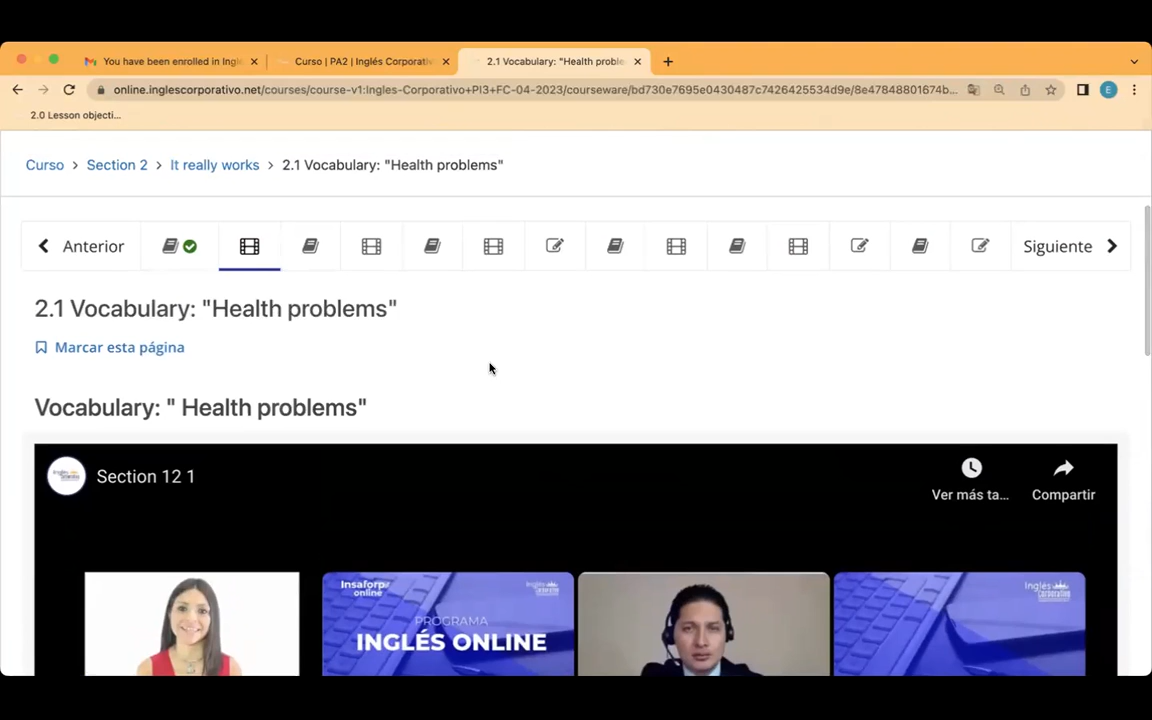 You have been enrolled in Ingl
Curso | PA2 | Inglés Corporativ
2.1 Vocabulary: "Health proble
online.inglescorporativo.net/courses/course-v1:Ingles-Corporativo+PI3+FC-04-2023/courseware/bd730e7695e0430487c7426425534d9e/8e47848801674b...
E
2.0 Lesson objecti...
Curso > Section 2 > It really works > 2.1 Vocabulary: "Health problems"
Anterior
Siguiente
2.1 Vocabulary: "Health problems"
Marcar esta página
Vocabulary: " Health problems"
Section 12 1
Ver más ta...
Compartir
Insaforp online
Inglés Corporativo
PROGRAMA
INGLÉS ONLINE
Inglés Corporativo